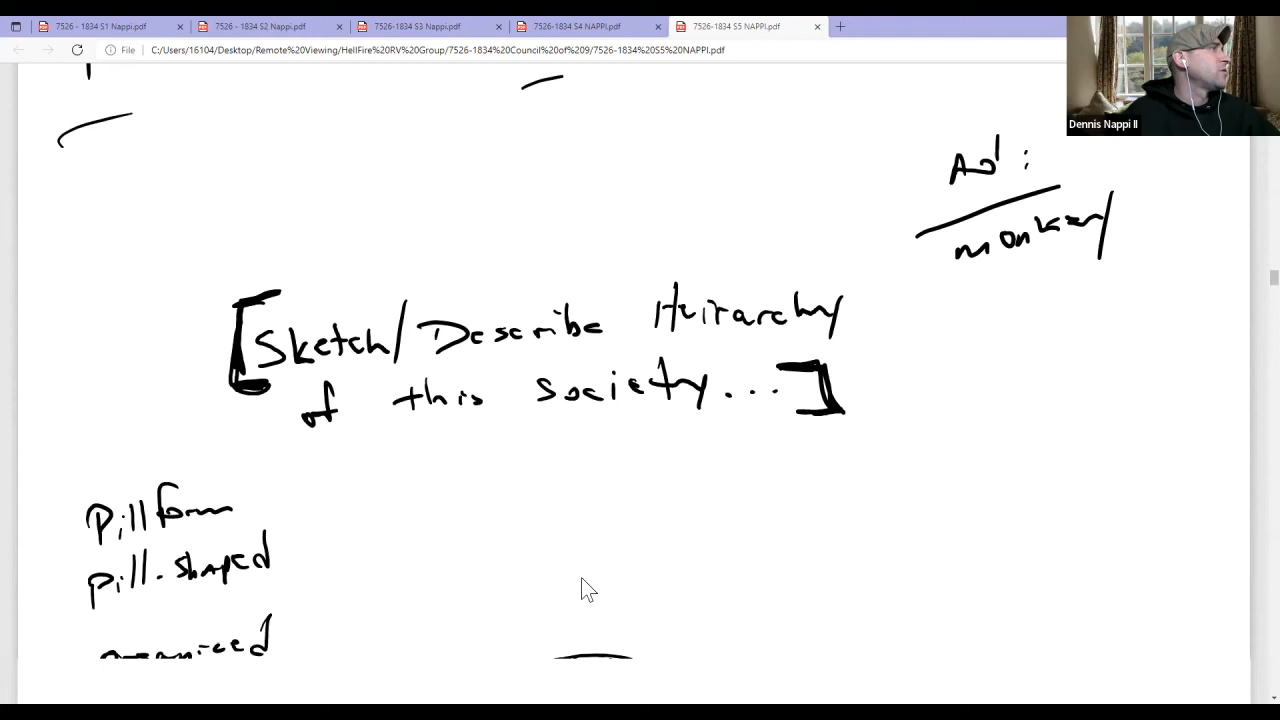 7526 - 1834 S1 Nappi.pdf
7526 - 1834 S2 Nappi.pdf
7526-1834 S3 Nappi.pdf
7526-1834 S4 NAPPI.pdf
7526-1834 S5 NAPPI.pdf
File
C:/Users/16104/Desktop/Remote%20Viewing/HellFire%20RV%20Group/7526-1834%20Council%20of%209/7526-1834%20S5%20NAPPI.pdf
Dennis Nappi II
AO' :
monkey
[Sketch/Describe Heirarchy
of this society...]
Pill form
pill-shaped
organized